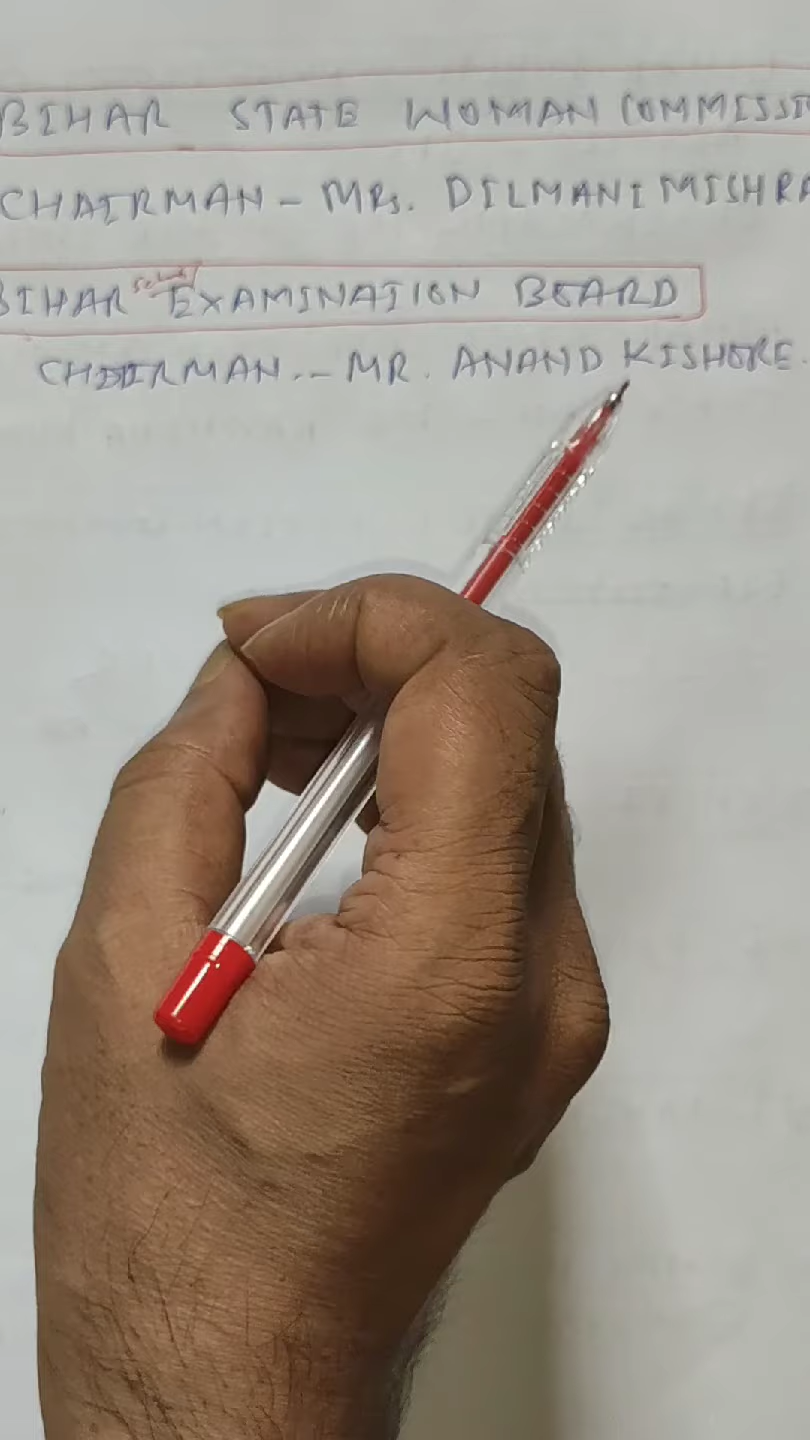 BIHAR STATE WOMAN COMMISSI
CHAIRMAN - MRs. DILMANI MISHRA
BIHAR School EXAMINATION BOARD
CHAIRMAN.- MR. ANAND KISHORE.